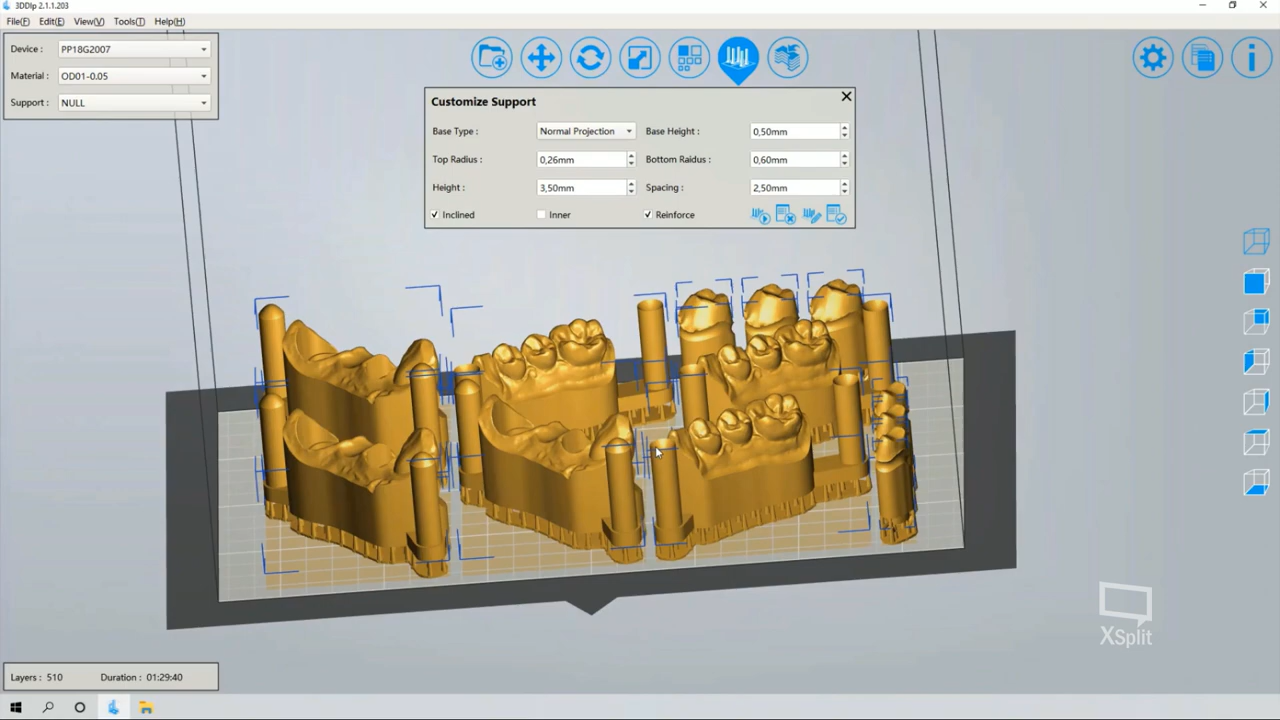 3DDlp 2.1.1.203
File(F) Edit(E) View(V) Tools(T) Help(H)
Device : PP18G2007
Material : OD01-0.05
Support : NULL
Customize Support
Base Type : Normal Projection Base Height : 0,50mm
Top Radius : 0,26mm Bottom Raidus : 0,60mm
Height : 3,50mm Spacing : 2,50mm
Inclined Inner Reinforce
XSplit
Layers : 510 Duration : 01:29:40